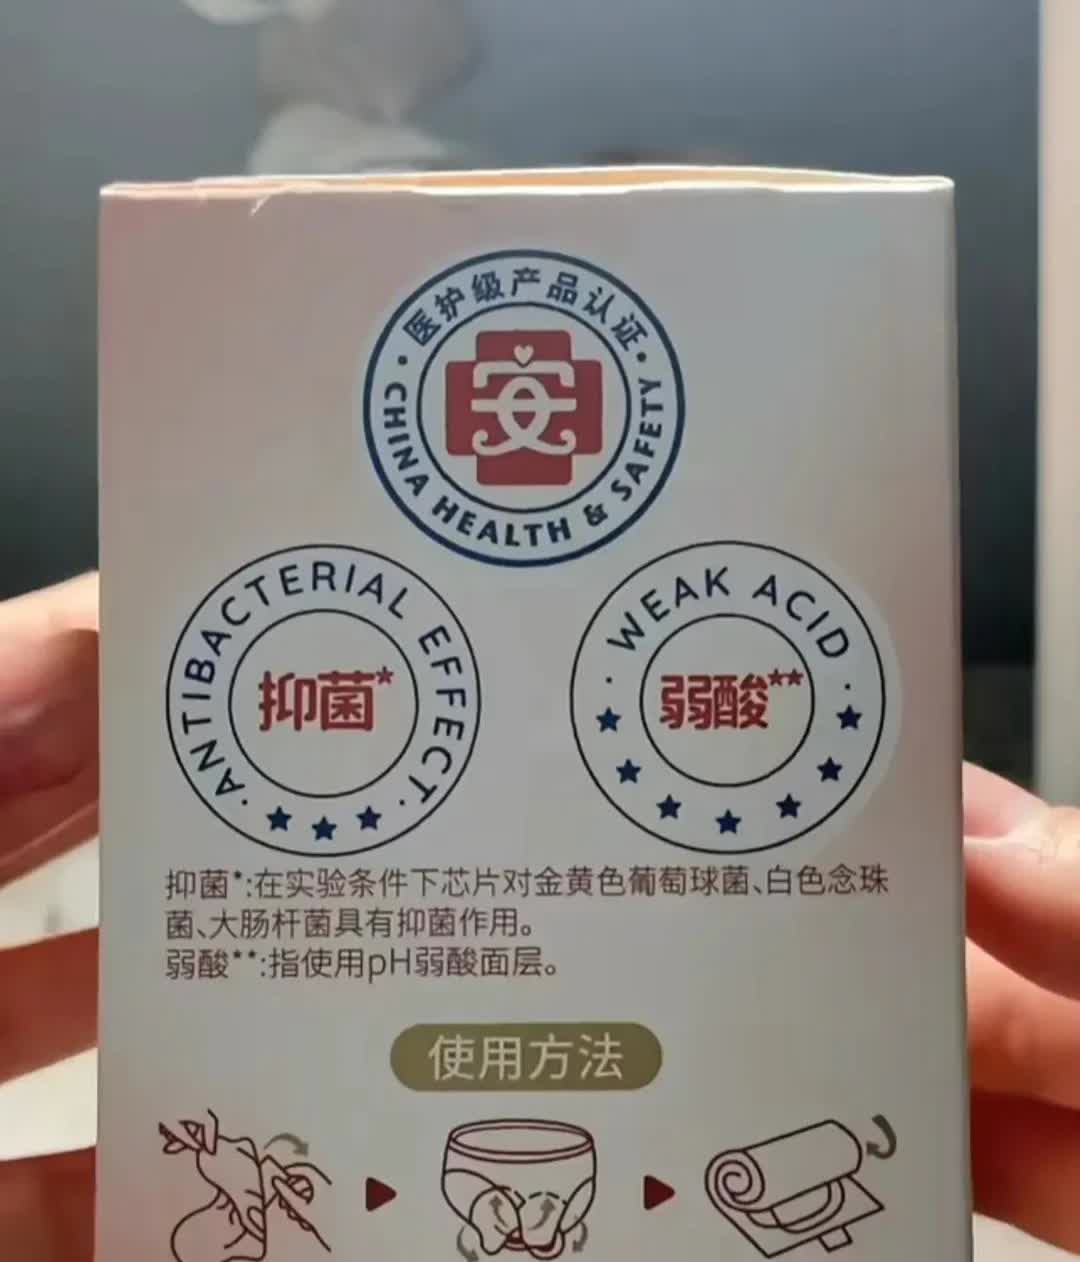 医护级产品认证
CHINA HEALTH & SAFETY
安
ANTIBACTERIAL EFFECT
抑菌*
WEAK ACID
弱酸**
抑菌*:在实验条件下芯片对金黄色葡萄球菌、白色念珠
菌、大肠杆菌具有抑菌作用。
弱酸**:指使用pH弱酸面层。
使用方法